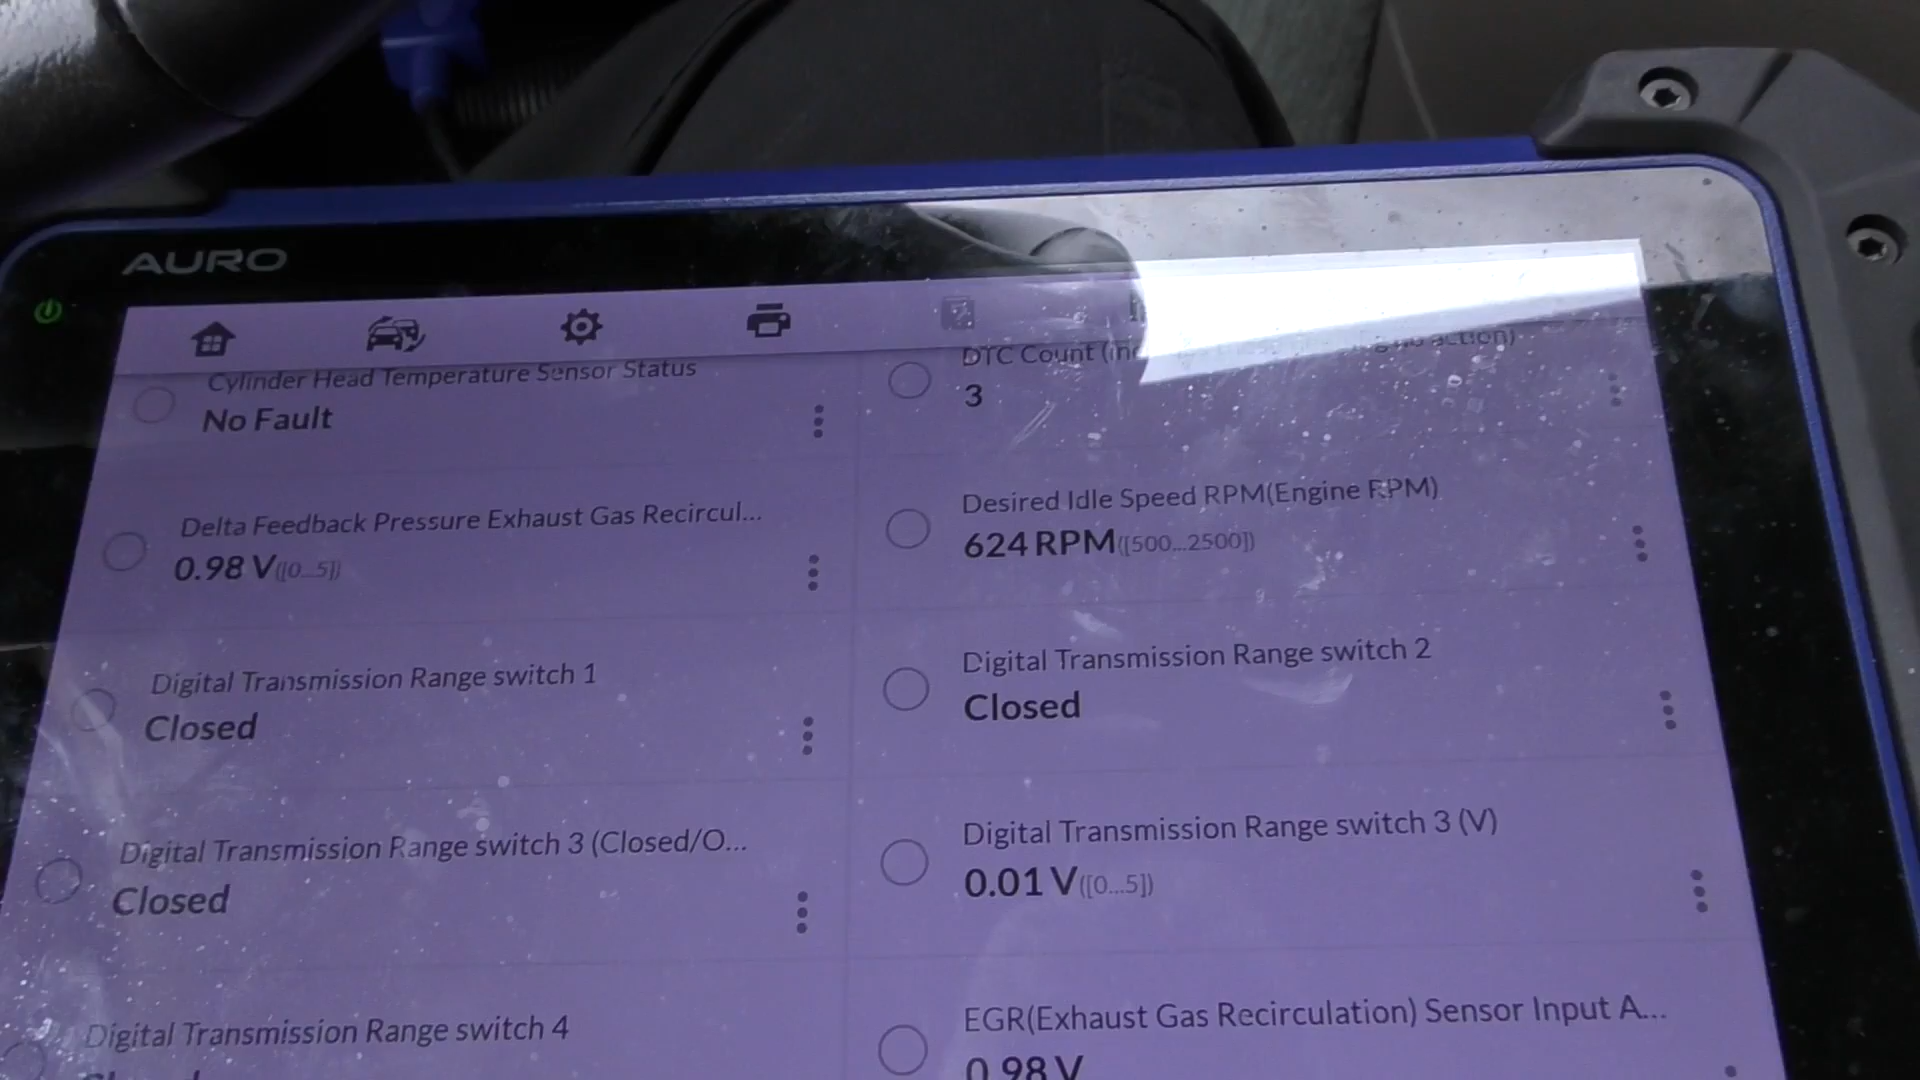 AURO
Cylinder Head Temperature Sensor Status
No Fault
DTC Count (in
action)
3
Delta Feedback Pressure Exhaust Gas Recircul...
0.98 V([0...5])
Desired Idle Speed RPM(Engine RPM)
624 RPM([500...2500])
Digital Transmission Range switch 1
Closed
Digital Transmission Range switch 2
Closed
Digital Transmission Range switch 3 (Closed/O...
Closed
Digital Transmission Range switch 3 (V)
0.01 V([0...5])
Digital Transmission Range switch 4
EGR(Exhaust Gas Recirculation) Sensor Input A...
0.98 V